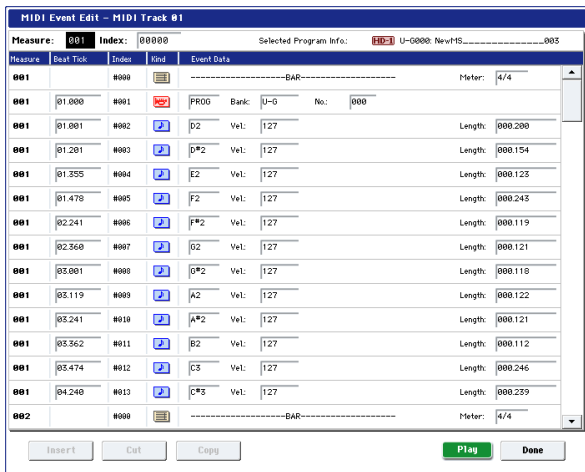 MIDI Event Edit - MIDI Track 01
Measure: 001 Index: 00000 Selected Program Info.: HD-1 U-G000: NewMS____________________003
Measure Beat Tick Index Kind Event Data
001 #000 --------------------BAR-------------------- Meter: 4/4
001 01.000 #001 PROG Bank: U-G No.: 000
001 01.001 #002 D2 Vel.: 127 Length: 000.200
001 01.201 #003 D#2 Vel.: 127 Length: 000.154
001 01.355 #004 E2 Vel.: 127 Length: 000.123
001 01.478 #005 F2 Vel.: 127 Length: 000.243
001 02.241 #006 F#2 Vel.: 127 Length: 000.119
001 02.360 #007 G2 Vel.: 127 Length: 000.121
001 03.001 #008 G#2 Vel.: 127 Length: 000.118
001 03.119 #009 A2 Vel.: 127 Length: 000.122
001 03.241 #010 A#2 Vel.: 127 Length: 000.121
001 03.362 #011 B2 Vel.: 127 Length: 000.112
001 03.474 #012 C3 Vel.: 127 Length: 000.246
001 04.240 #013 C#3 Vel.: 127 Length: 000.239
002 #000 --------------------BAR-------------------- Meter: 4/4
Insert Cut Copy Play Done